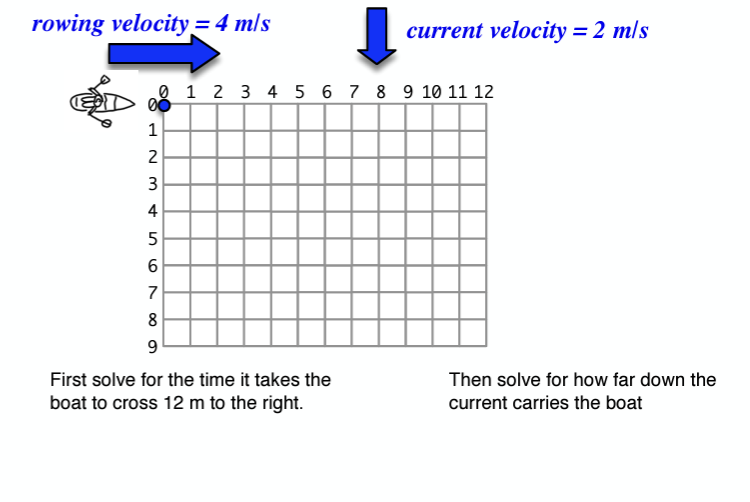 rowing velocity = 4 m/s
current velocity = 2 m/s
0 1 2 3 4 5 6 7 8 9 10 11 12
0
1
2
3
4
5
6
7
8
9
First solve for the time it takes the
boat to cross 12 m to the right.
Then solve for how far down the
current carries the boat